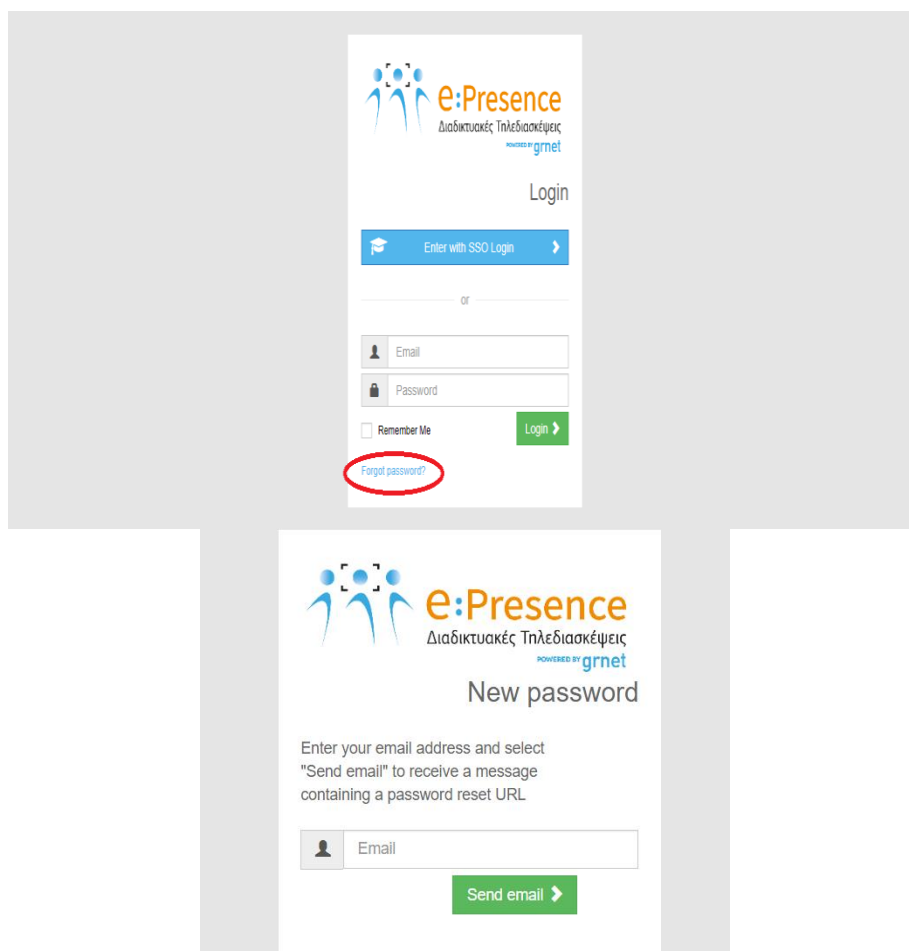 e:Presence
Διαδικτυακές Τηλεδιασκέψεις
POWERED BY grnet
Login
Enter with SSO Login
or
Email
Password
Remember Me
Login
Forgot password?
e:Presence
Διαδικτυακές Τηλεδιασκέψεις
POWERED BY grnet
New password
Enter your email address and select
"Send email" to receive a message
containing a password reset URL
Email
Send email